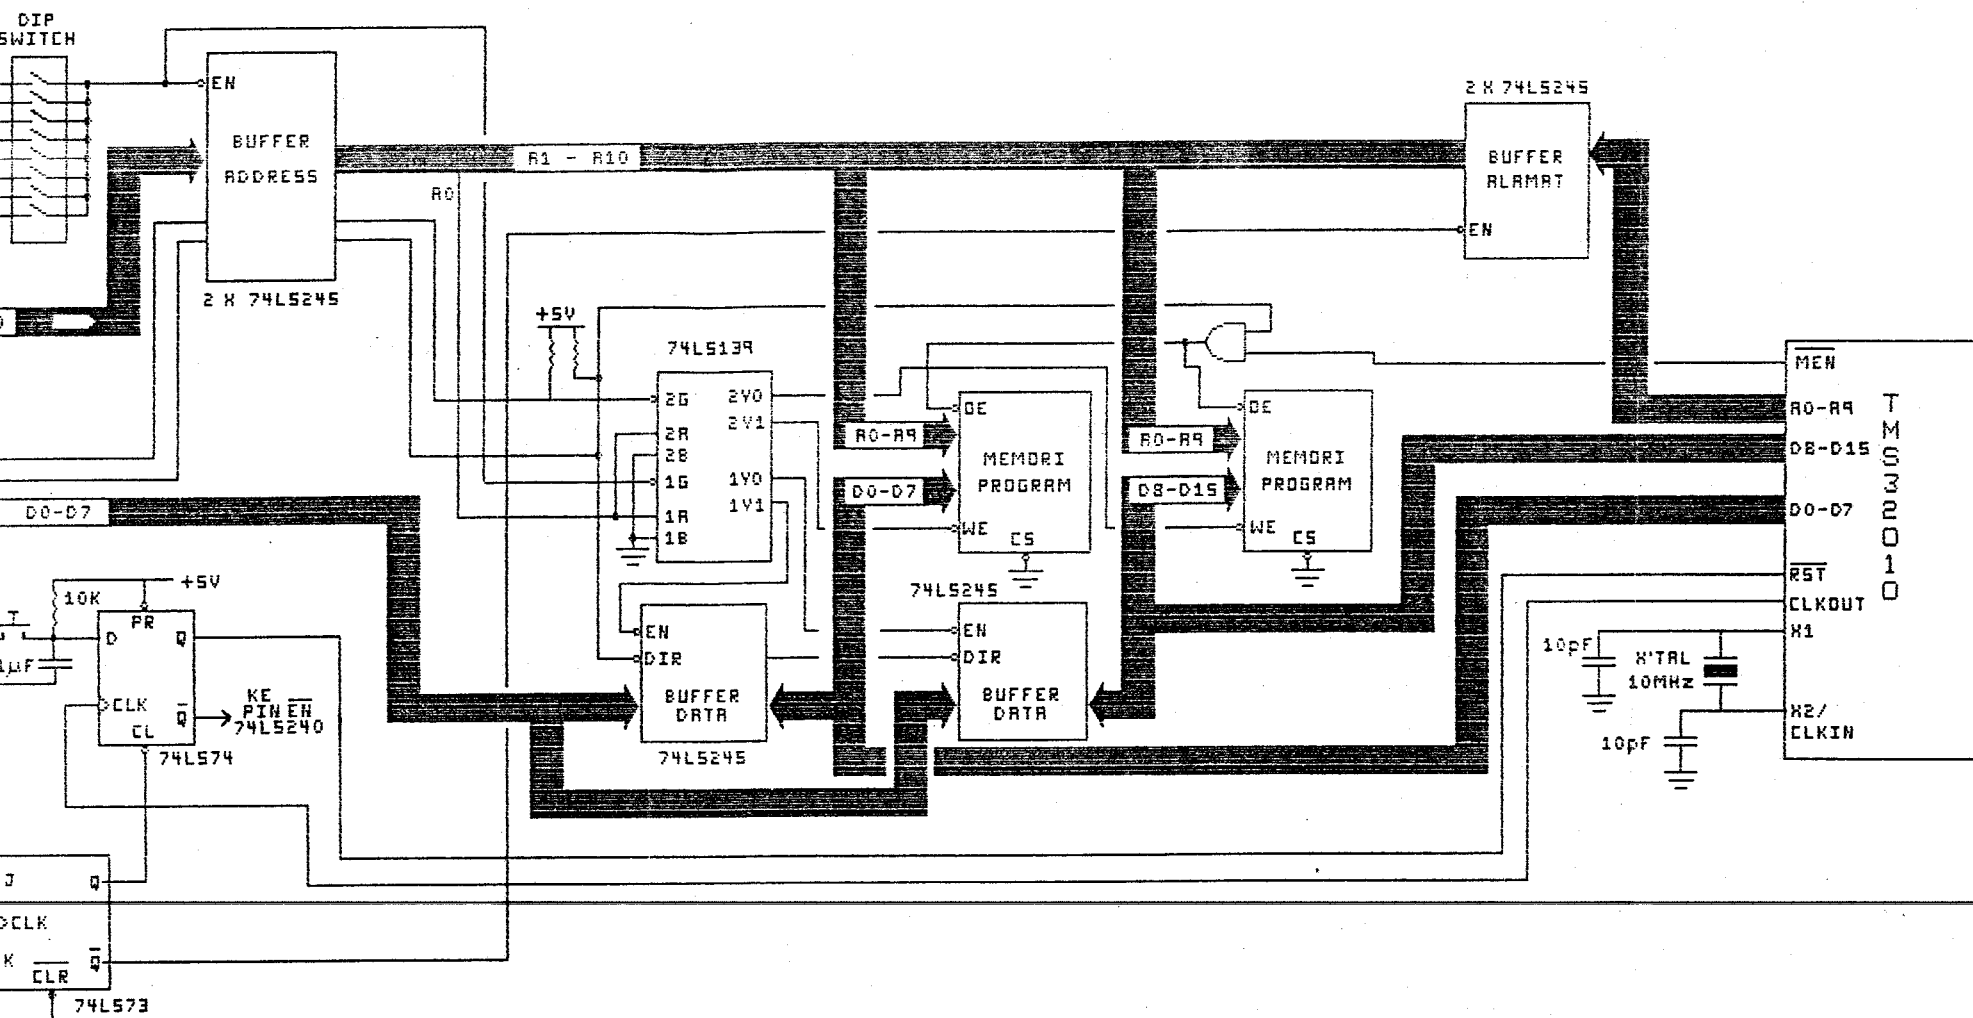 DIP
SWITCH
EN
BUFFER
ADDRESS
2 X 74LS245
A1 - A10
A0
2 X 74LS245
BUFFER
ALAMAT
EN
+5V
74LS139
2G
2A
2B
1G
1A
1B
2Y0
2Y1
1Y0
1Y1
OE
A0-A9
MEMORI
PROGRAM
D0-D7
WE
CS
OE
A0-A9
MEMORI
PROGRAM
D8-D15
WE
CS
MEN
A0-A9
D8-D15
D0-D7
RST
CLKOUT
X1
X2/
CLKIN
TMS32010
D0-D7
+5V
10K
T
1µF
PR
D
Q
CLK
Q
CL
74LS74
KE
PIN EN
74LS240
EN
DIR
BUFFER
DATA
74LS245
74LS245
EN
DIR
BUFFER
DATA
10pF
X'TAL
10MHz
10pF
J
Q
CLK
K
CLR
Q
74LS73